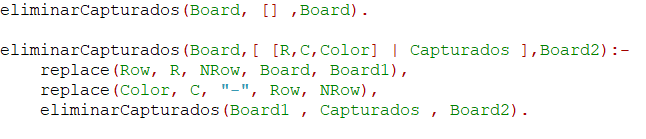 eliminarCapturados(Board, [] ,Board).
eliminarCapturados(Board,[ [R,C,Color] | Capturados ],Board2):-
replace(Row, R, NRow, Board, Board1),
replace(Color, C, "-", Row, NRow),
eliminarCapturados(Board1 , Capturados , Board2).